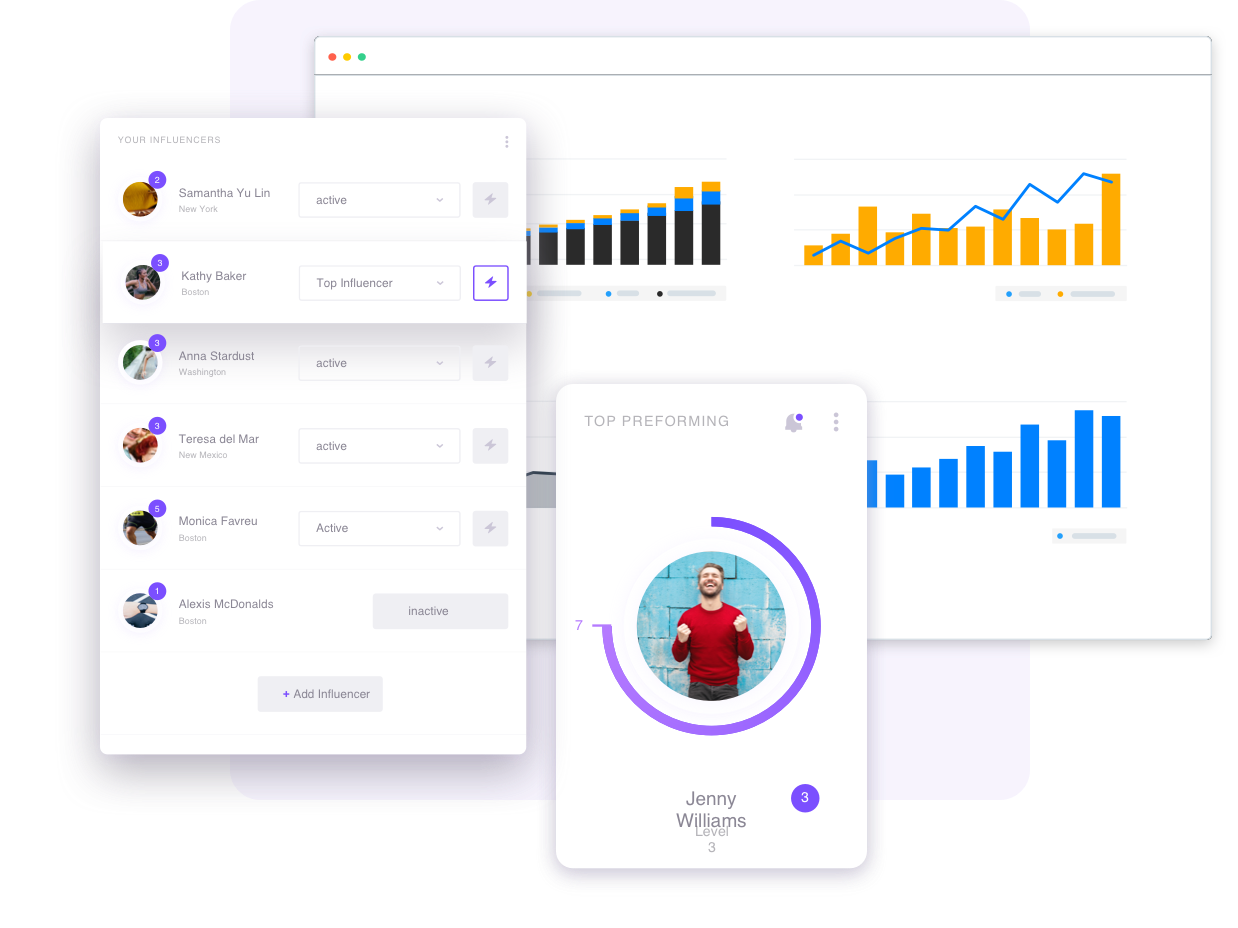 YOUR INFLUENCERS
2
Samantha Yu Lin
New York
active
3
Kathy Baker
Boston
Top Influencer
3
Anna Stardust
Washington
active
3
Teresa del Mar
New Mexico
active
5
Monica Favreu
Boston
Active
1
Alexis McDonalds
Boston
inactive
+ Add Influencer
TOP PREFORMING
7
Jenny
Williams
3
Level
3